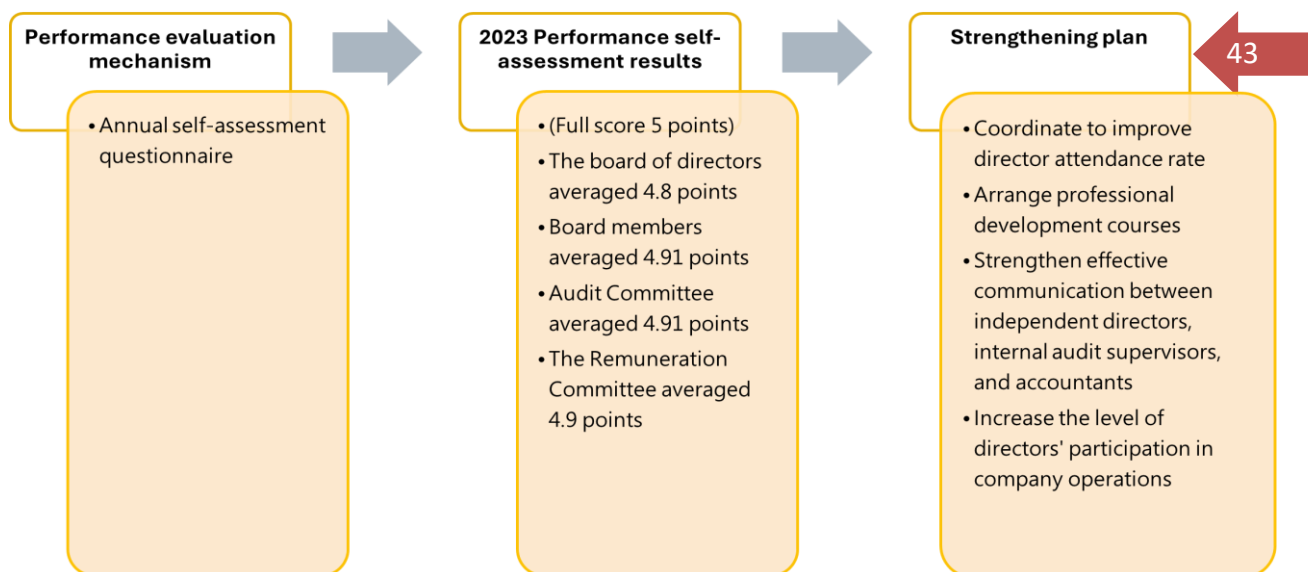 Performance evaluation
mechanism
• Annual self-assessment
questionnaire
2023 Performance self-
assessment results
• (Full score 5 points)
• The board of directors
averaged 4.8 points
• Board members
averaged 4.91 points
• Audit Committee
averaged 4.91 points
• The Remuneration
Committee averaged
4.9 points
Strengthening plan
43
• Coordinate to improve
director attendance rate
• Arrange professional
development courses
• Strengthen effective
communication between
independent directors,
internal audit supervisors,
and accountants
• Increase the level of
directors' participation in
company operations